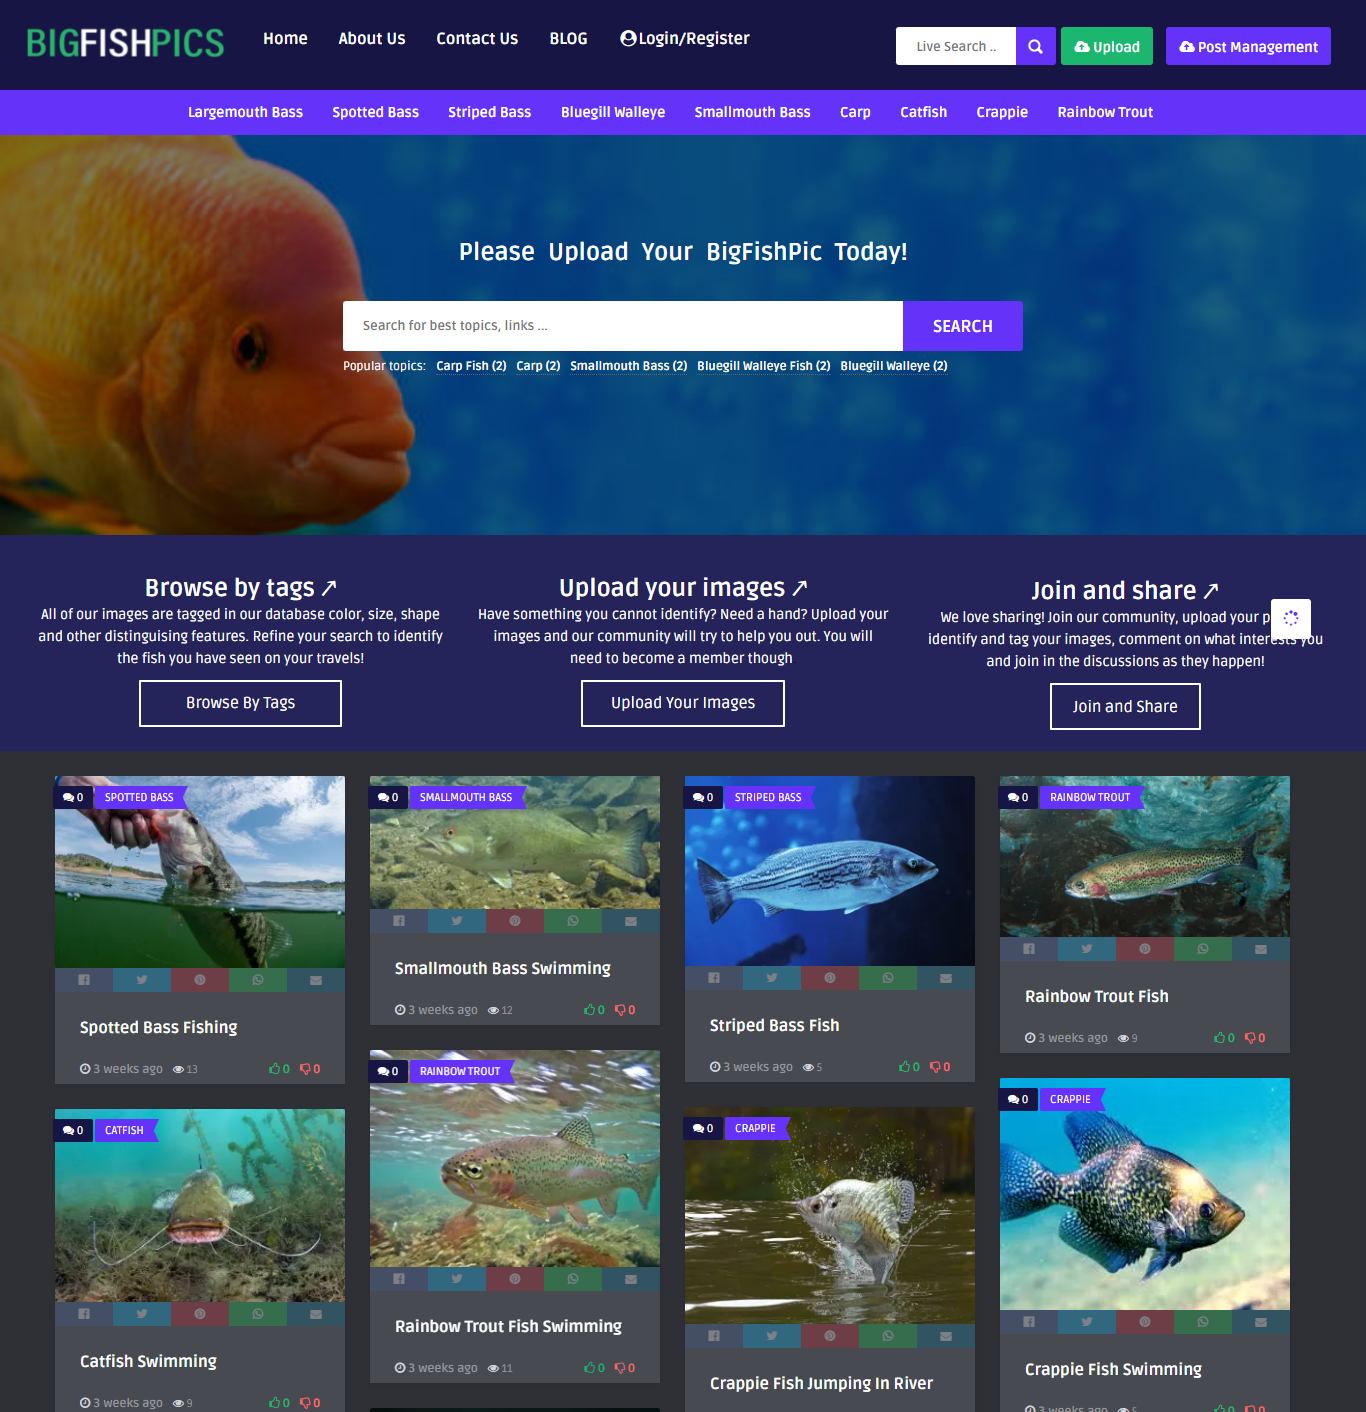 BIGFISHPICS
Home About Us Contact Us BLOG Login/Register
Live Search .. Upload Post Management
Largemouth Bass Spotted Bass Striped Bass Bluegill Walleye Smallmouth Bass Carp Catfish Crappie Rainbow Trout
Please Upload Your BigFishPic Today!
Search for best topics, links ... SEARCH
Popular topics: Carp Fish (2) Carp (2) Smallmouth Bass (2) Bluegill Walleye Fish (2) Bluegill Walleye (2)
Browse by tags ↗
All of our images are tagged in our database color, size, shape
and other distinguising features. Refine your search to identify
the fish you have seen on your travels!
Browse By Tags
Upload your images ↗
Have something you cannot identify? Need a hand? Upload your
images and our community will try to help you out. You will
need to become a member though
Upload Your Images
Join and share ↗
We love sharing! Join our community, upload your
identify and tag your images, comment on what interests you
and join in the discussions as they happen!
Join and Share
0 SPOTTED BASS
Spotted Bass Fishing
3 weeks ago 13 0 0
0 SMALLMOUTH BASS
Smallmouth Bass Swimming
3 weeks ago 12 0 0
0 STRIPED BASS
Striped Bass Fish
3 weeks ago 5 0 0
0 RAINBOW TROUT
Rainbow Trout Fish
3 weeks ago 9 0 0
0 CATFISH
Catfish Swimming
3 weeks ago 9 0 0
0 RAINBOW TROUT
Rainbow Trout Fish Swimming
3 weeks ago 11 0 0
0 CRAPPIE
Crappie Fish Jumping In River
0 CRAPPIE
Crappie Fish Swimming
3 weeks ago 5 0 0